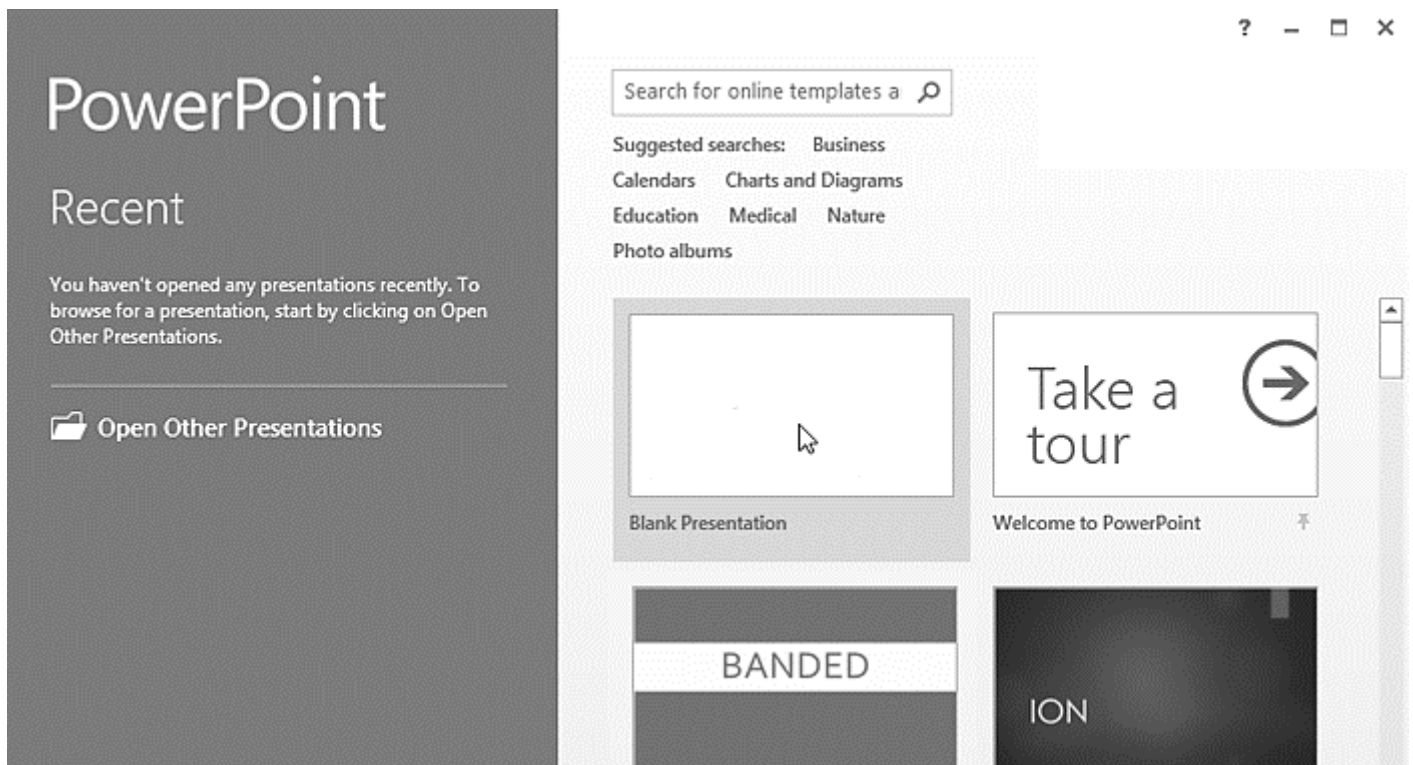 ?
PowerPoint
Recent
You haven't opened any presentations recently. To
browse for a presentation, start by clicking on Open
Other Presentations.
Open Other Presentations
Search for online templates a
Suggested searches: Business
Calendars Charts and Diagrams
Education Medical Nature
Photo albums
Take a
tour
Blank Presentation
Welcome to PowerPoint
BANDED
ION